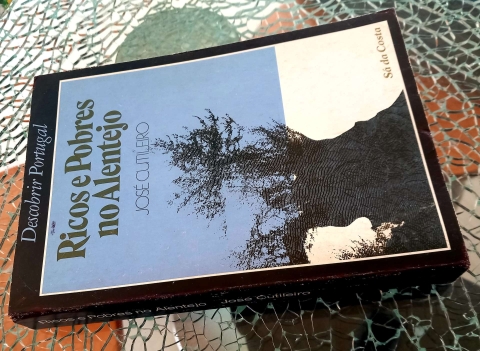 Descobrir Portugal
Ricos e Pobres
no Alentejo
JOSÉ CUTILEIRO
Sá da Costa
Ricos e Pobres no Alentejo José Cutileiro